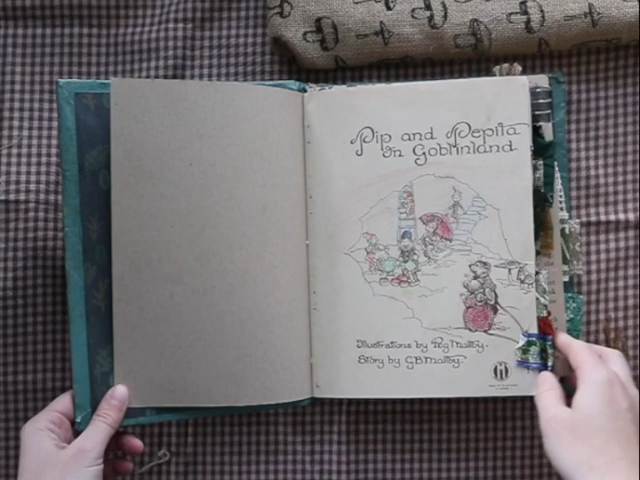 Pip and Pepita
In Goblinland
Illustrations by Peg Maltby.
Story by G B Maltby.